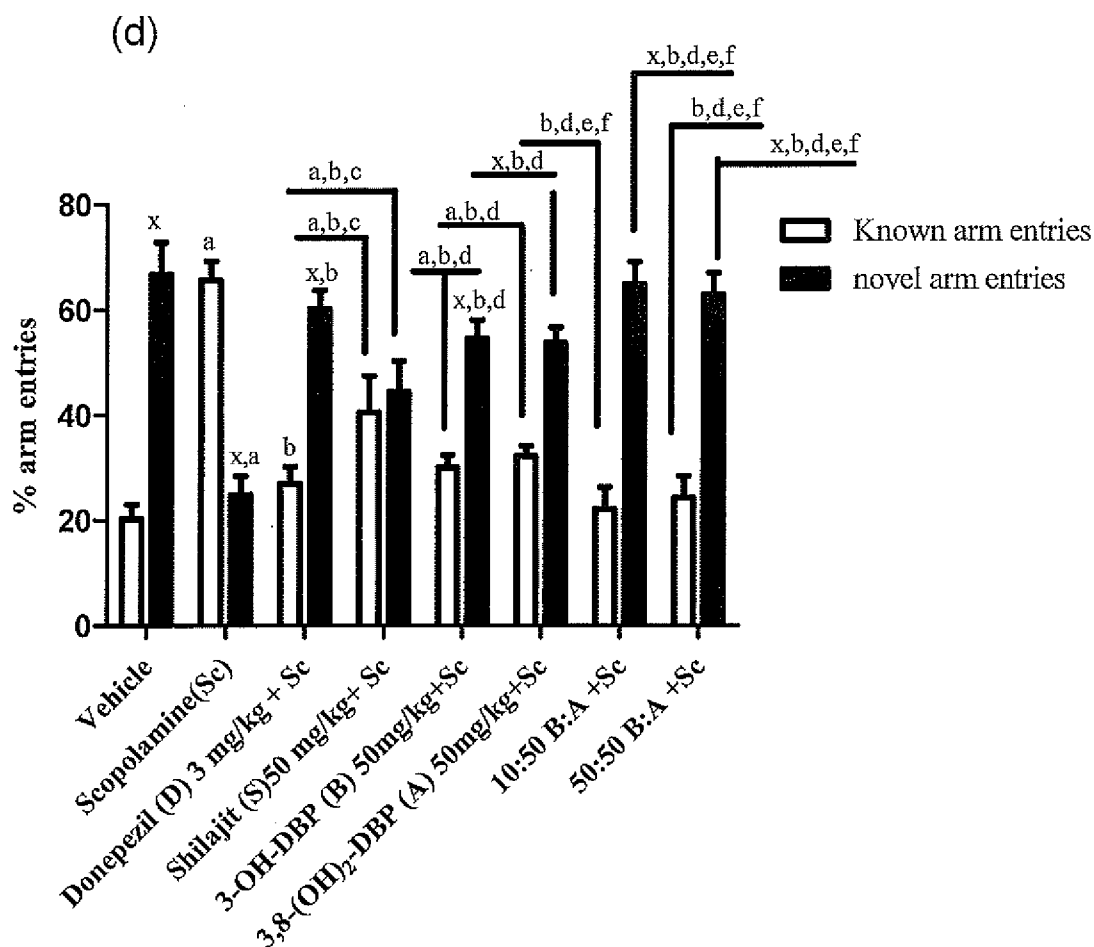 (d)
x,b,d,e,f
b,d,e,f
b,d,e,f
x,b,d,e,f
x,b,d
a,b,c
a,b,d
a,b,c
a,b,d
x
a
x,b
x,b,d
x,a
b
80
60
40
20
0
% arm entries
Known arm entries
novel arm entries
Vehicle
Scopolamine(Sc)
Donepezil (D) 3 mg/kg + Sc
Shilajit (S)50 mg/kg+ Sc
3-OH-DBP (B) 50mg/kg+Sc
3,8-(OH)₂-DBP (A) 50mg/kg+Sc
10:50 B:A +Sc
50:50 B:A +Sc